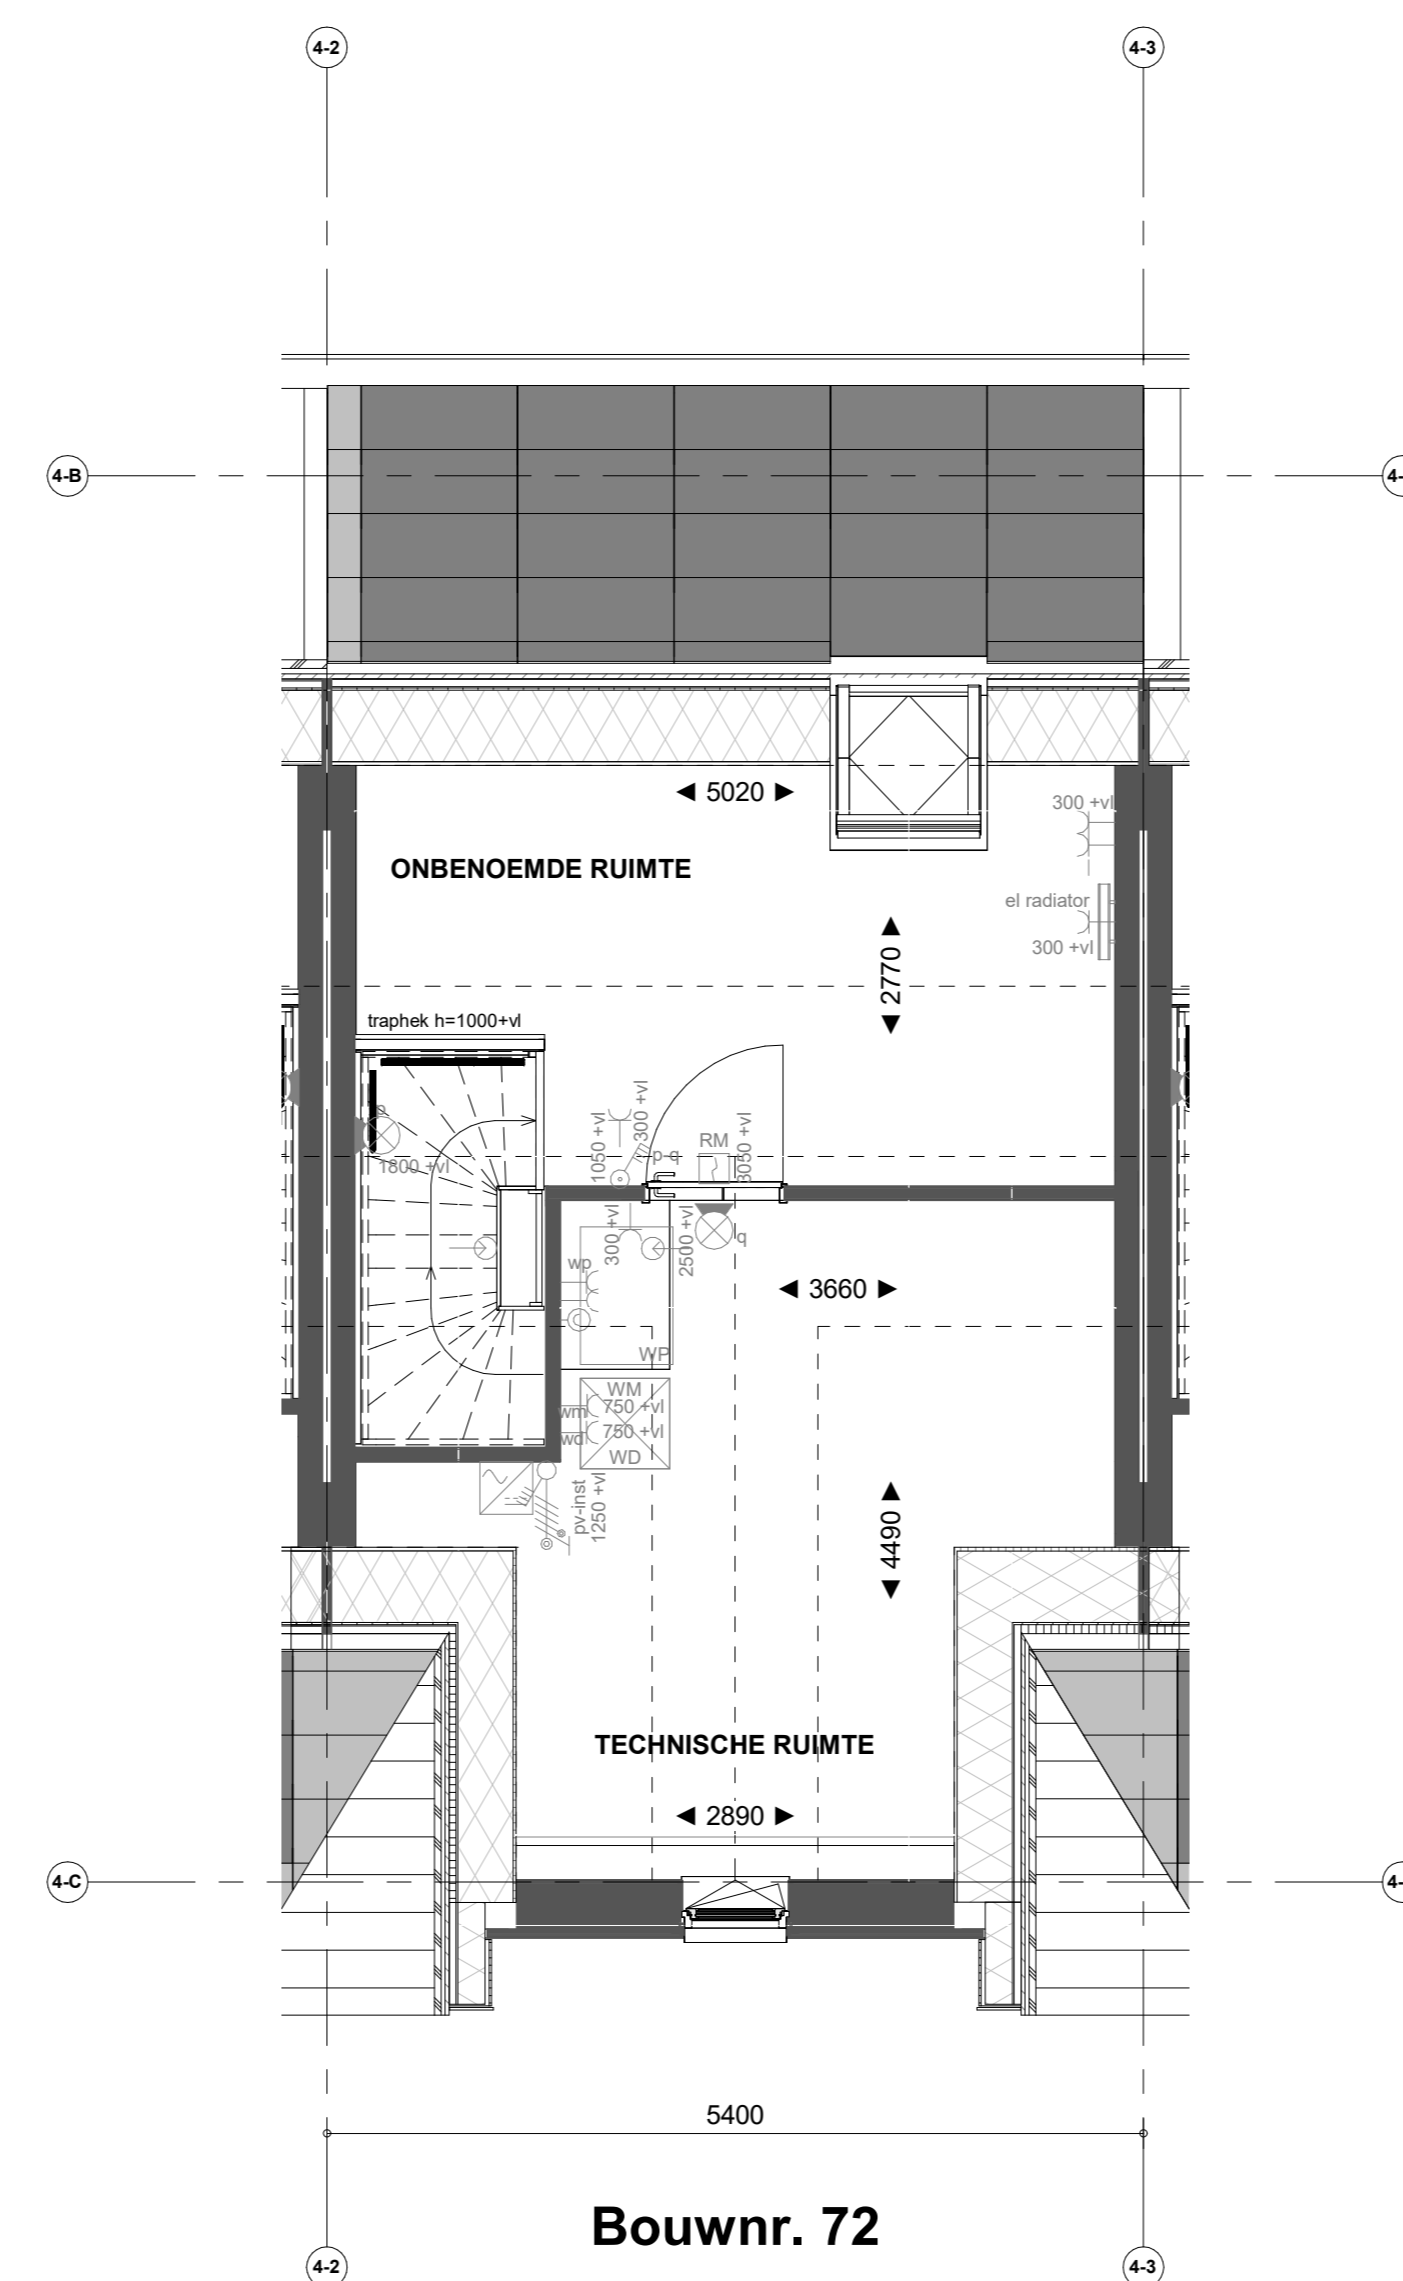 4-2
4-3
4-B
4-
5020
300 +vl
ONBENOEMDE RUIMTE
el radiator
300 +vl
2770
traphek h=1000+vl
p
1800 +vl
1050 +vl
300 +vl
p-q
RM
3050 +vl
300 +vl
2500 +vl
q
wp
3660
WP
WM
wm 750 +vl
wd 750 +vl
WD
pv-inst
1250 +vl
4490
TECHNISCHE RUIMTE
2890
4-C
4-
5400
Bouwnr. 72
4-2
4-3